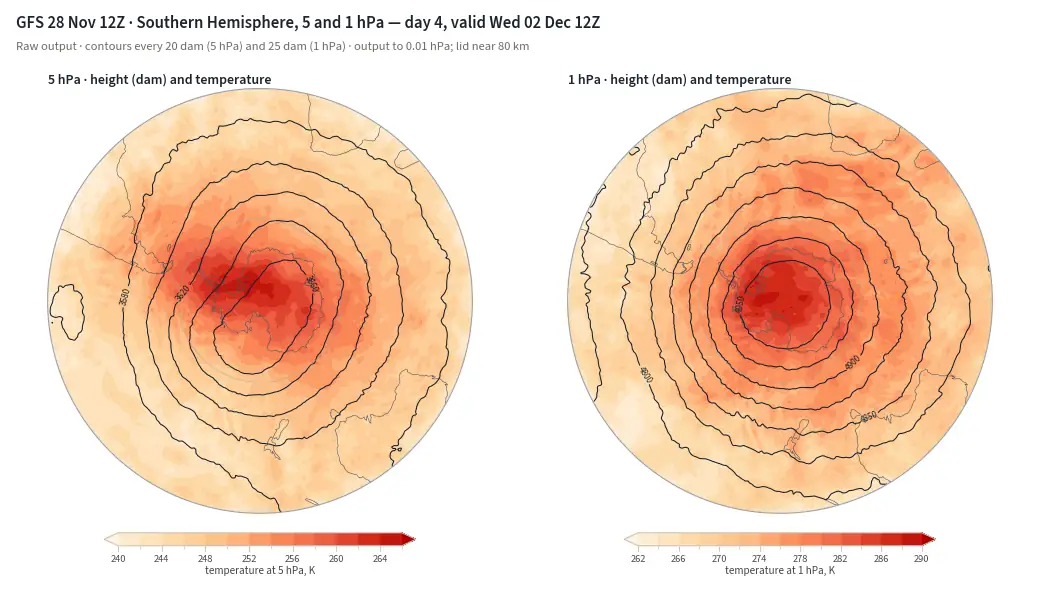 GFS 28 Nov 12Z · Southern Hemisphere, 5 and 1 hPa — day 4, valid Wed 02 Dec 12Z
Raw output · contours every 20 dam (5 hPa) and 25 dam (1 hPa) · output to 0.01 hPa; lid near 80 km
5 hPa · height (dam) and temperature
1 hPa · height (dam) and temperature
3620
4950
4900
4800
4850
240 244 248 252 256 260 264
temperature at 5 hPa, K
262 266 270 274 278 282 286 290
temperature at 1 hPa, K